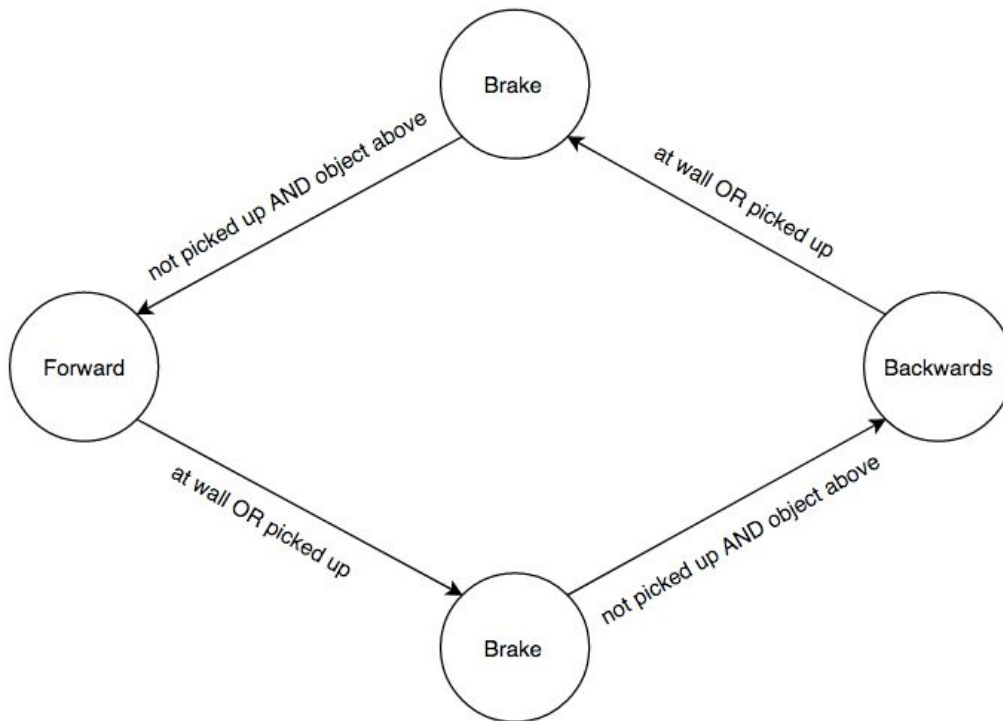 Brake
not picked up AND object above
at wall OR picked up
Forward
Backwards
at wall OR picked up
not picked up AND object above
Brake